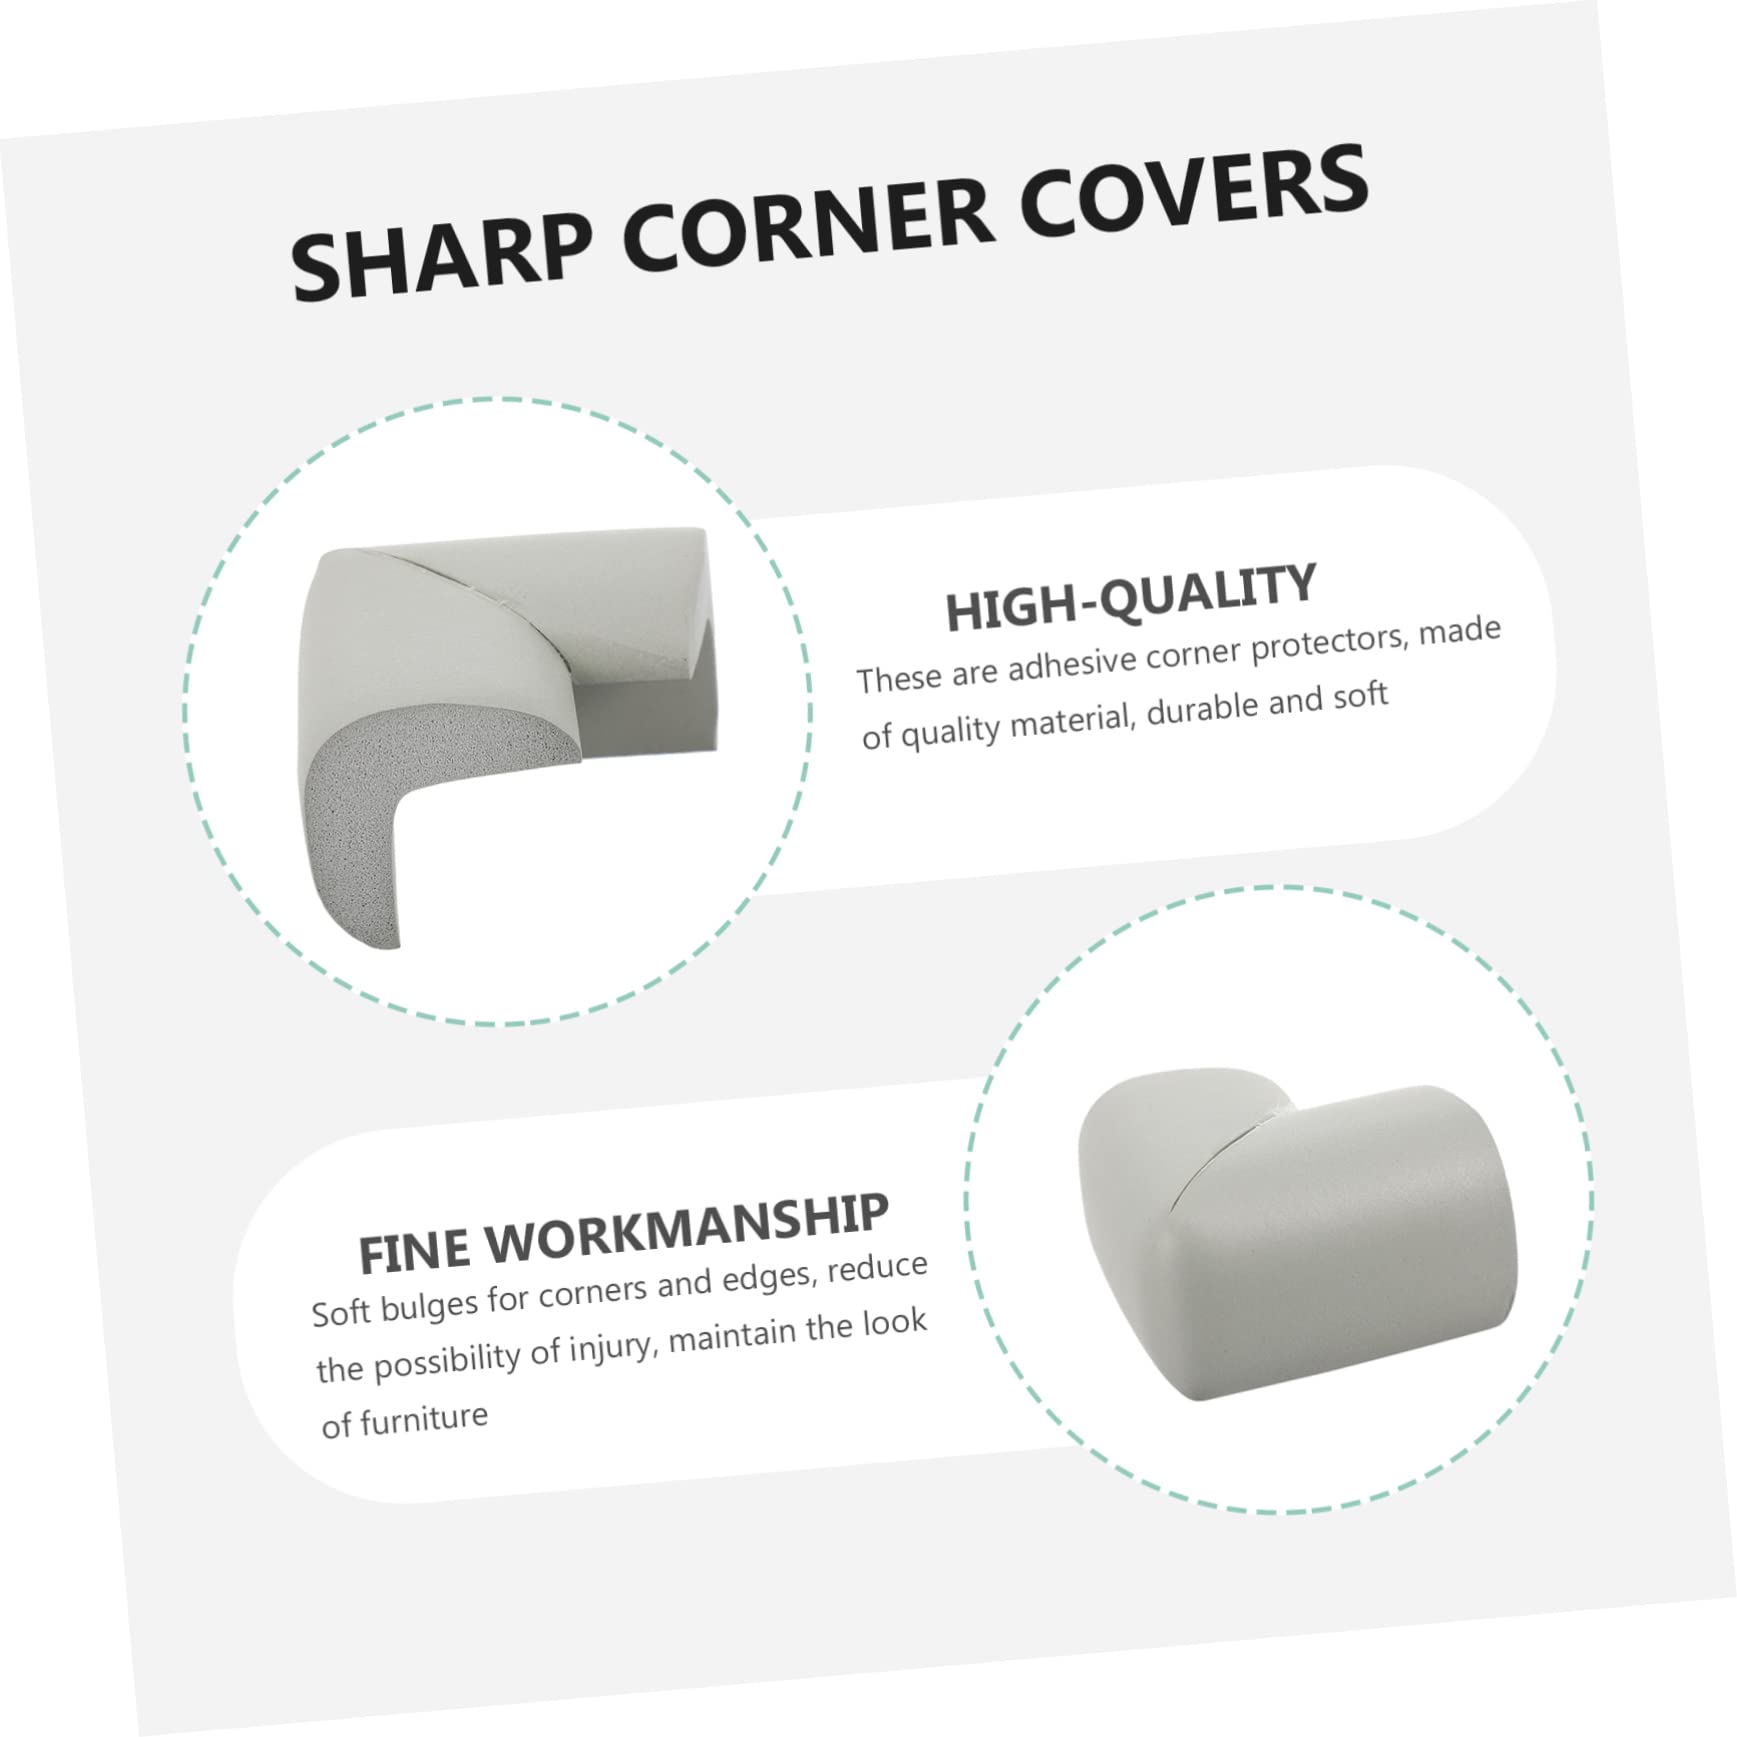 SHARP CORNER COVERS
HIGH-QUALITY
These are adhesive corner protectors, made
of quality material, durable and soft
FINE WORKMANSHIP
Soft bulges for corners and edges, reduce
the possibility of injury, maintain the look
of furniture